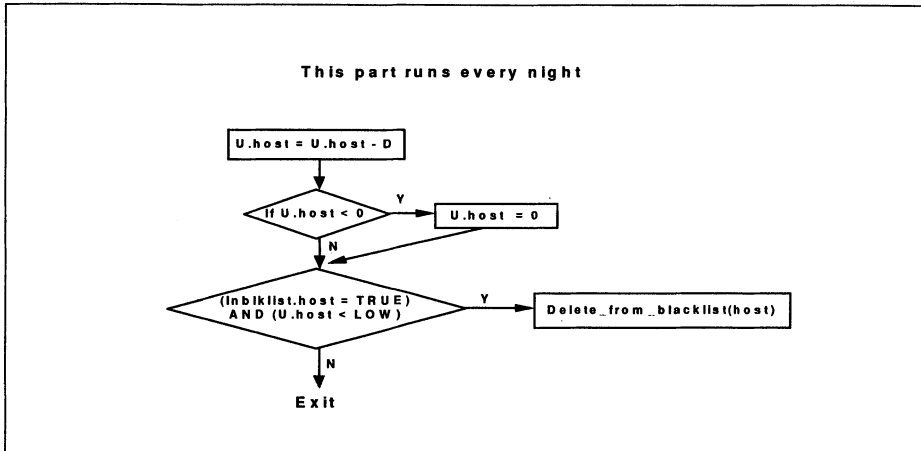 This part runs every night
U.host = U.host - D
If U.host < 0
Y
U.host = 0
N
(Inblklist.host = TRUE)
AND (U.host < LOW)
Y
Delete_from_blacklist(host)
N
Exit